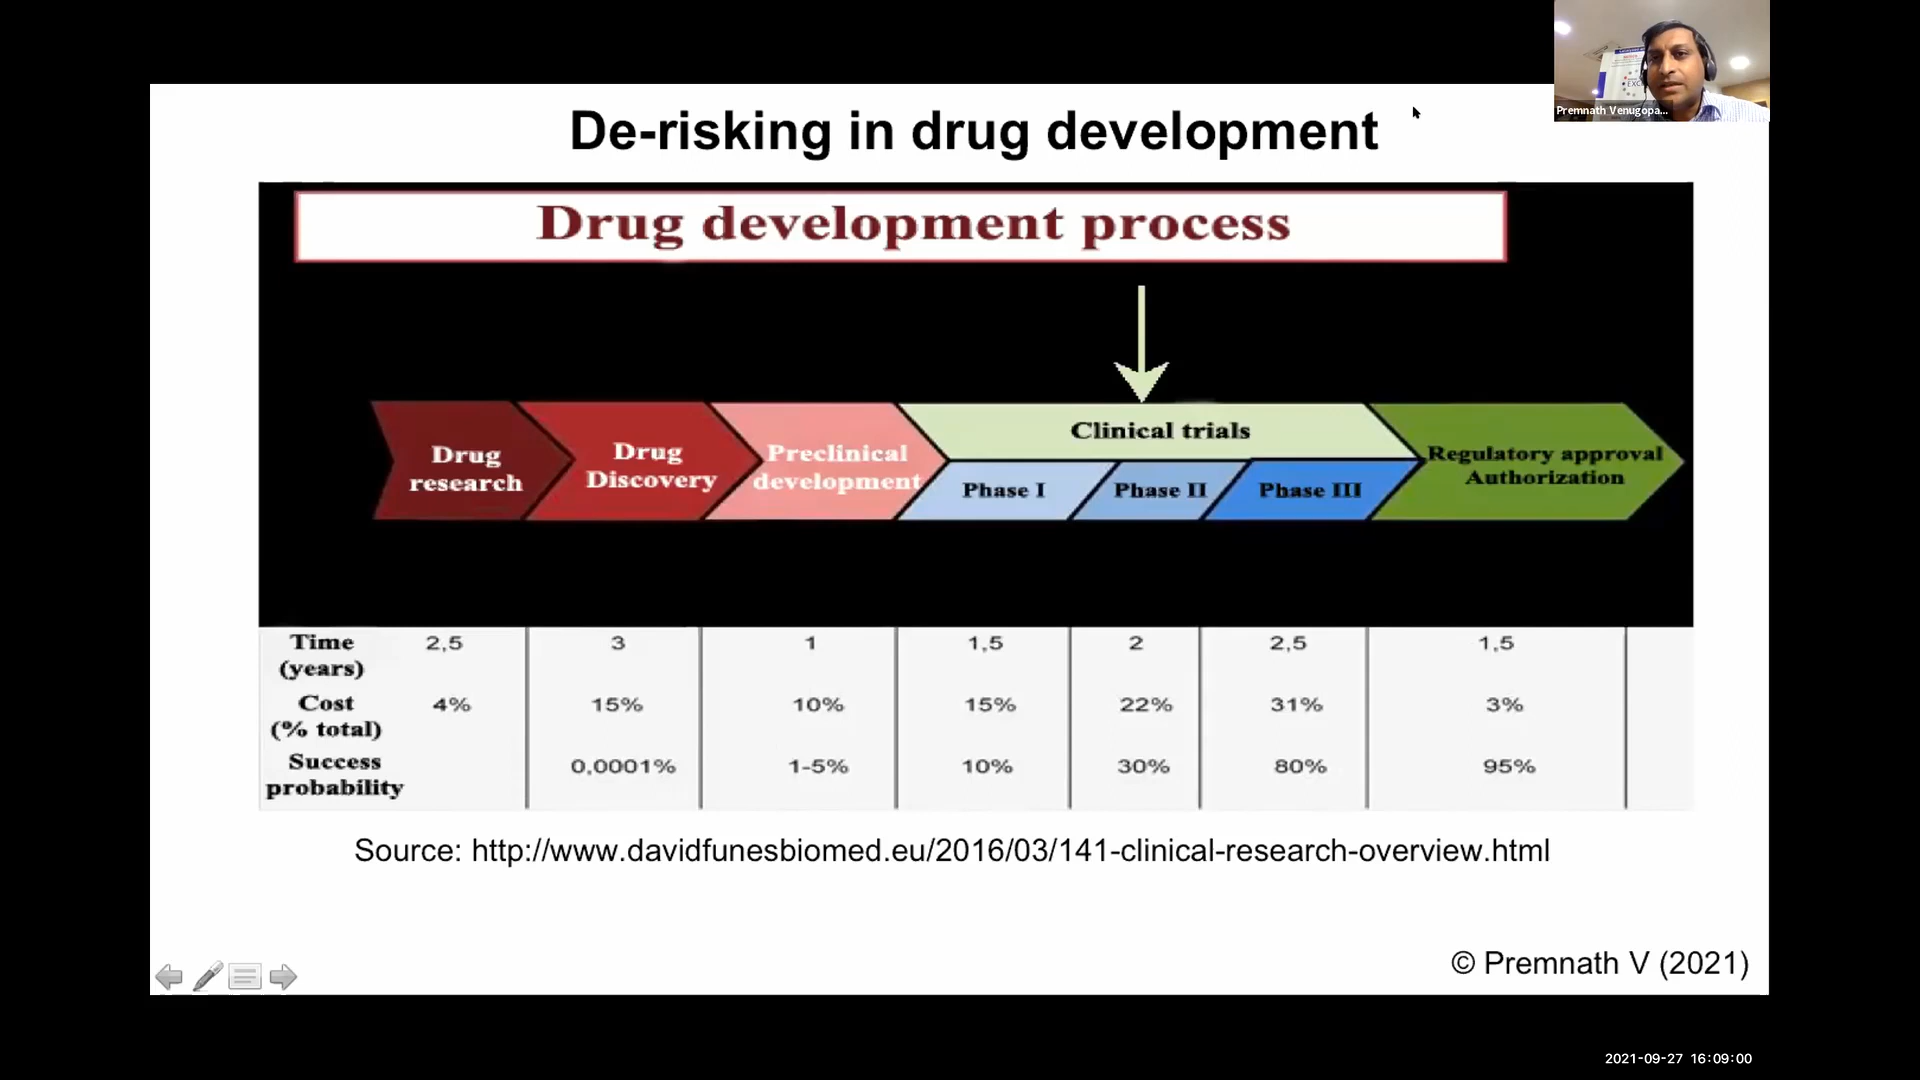 Premnath Venugopa...
De-risking in drug development
Drug development process
Clinical trials
Drug
research
Drug
Discovery
Preclinical
development
Phase I
Phase II
Phase III
Regulatory approval
Authorization
Time
(years)
2,5 3 1 1,5 2 2,5 1,5
Cost
(% total)
4% 15% 10% 15% 22% 31% 3%
Success
probability
0,0001% 1-5% 10% 30% 80% 95%
Source: http://www.davidfunesbiomed.eu/2016/03/141-clinical-research-overview.html
© Premnath V (2021)
2021-09-27 16:09:00